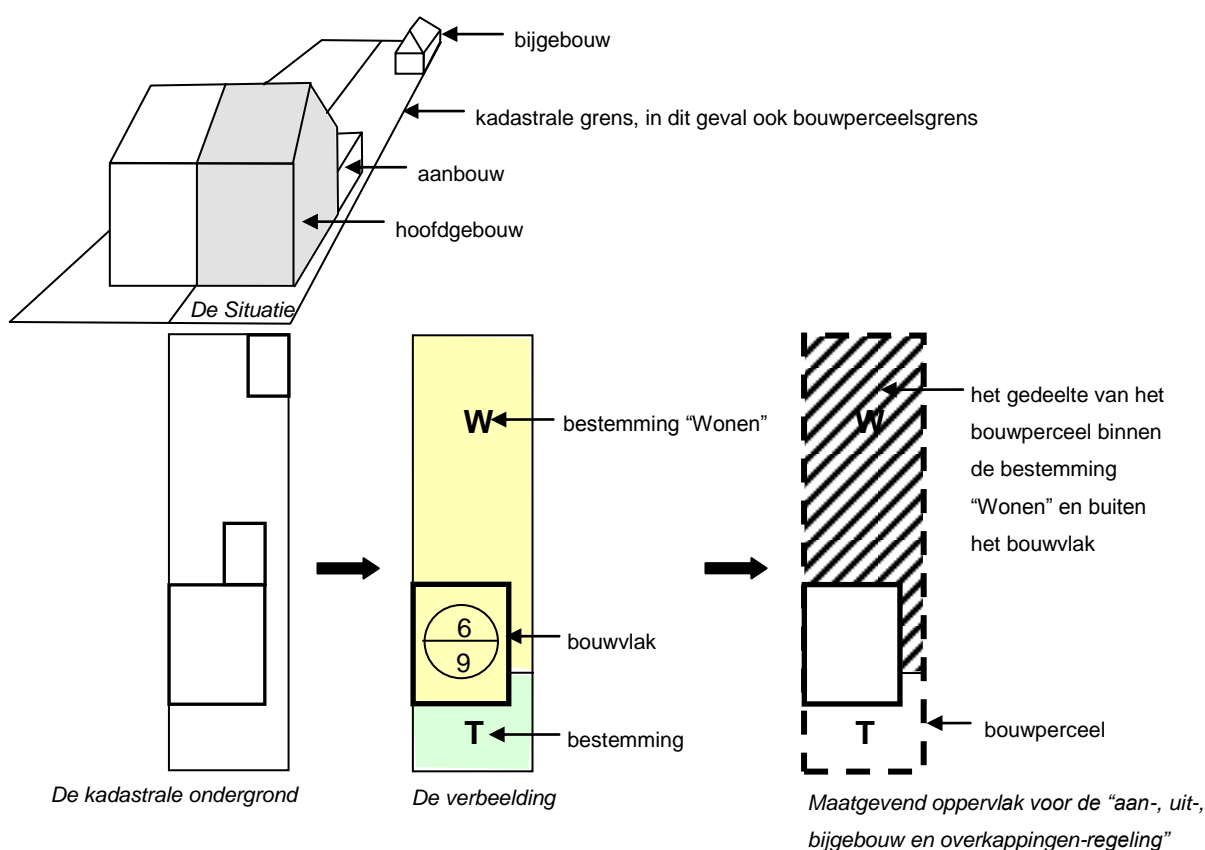 bijgebouw
kadastrale grens, in dit geval ook bouwperceelsgrens
aanbouw
hoofdgebouw
De Situatie
W
bestemming “Wonen”
6
9
bouwvlak
T
bestemming
W
het gedeelte van het
bouwperceel binnen
de bestemming
“Wonen” en buiten
het bouwvlak
T
bouwperceel
De kadastrale ondergrond
De verbeelding
Maatgevend oppervlak voor de “aan-, uit-,
bijgebouw en overkappingen-regeling”